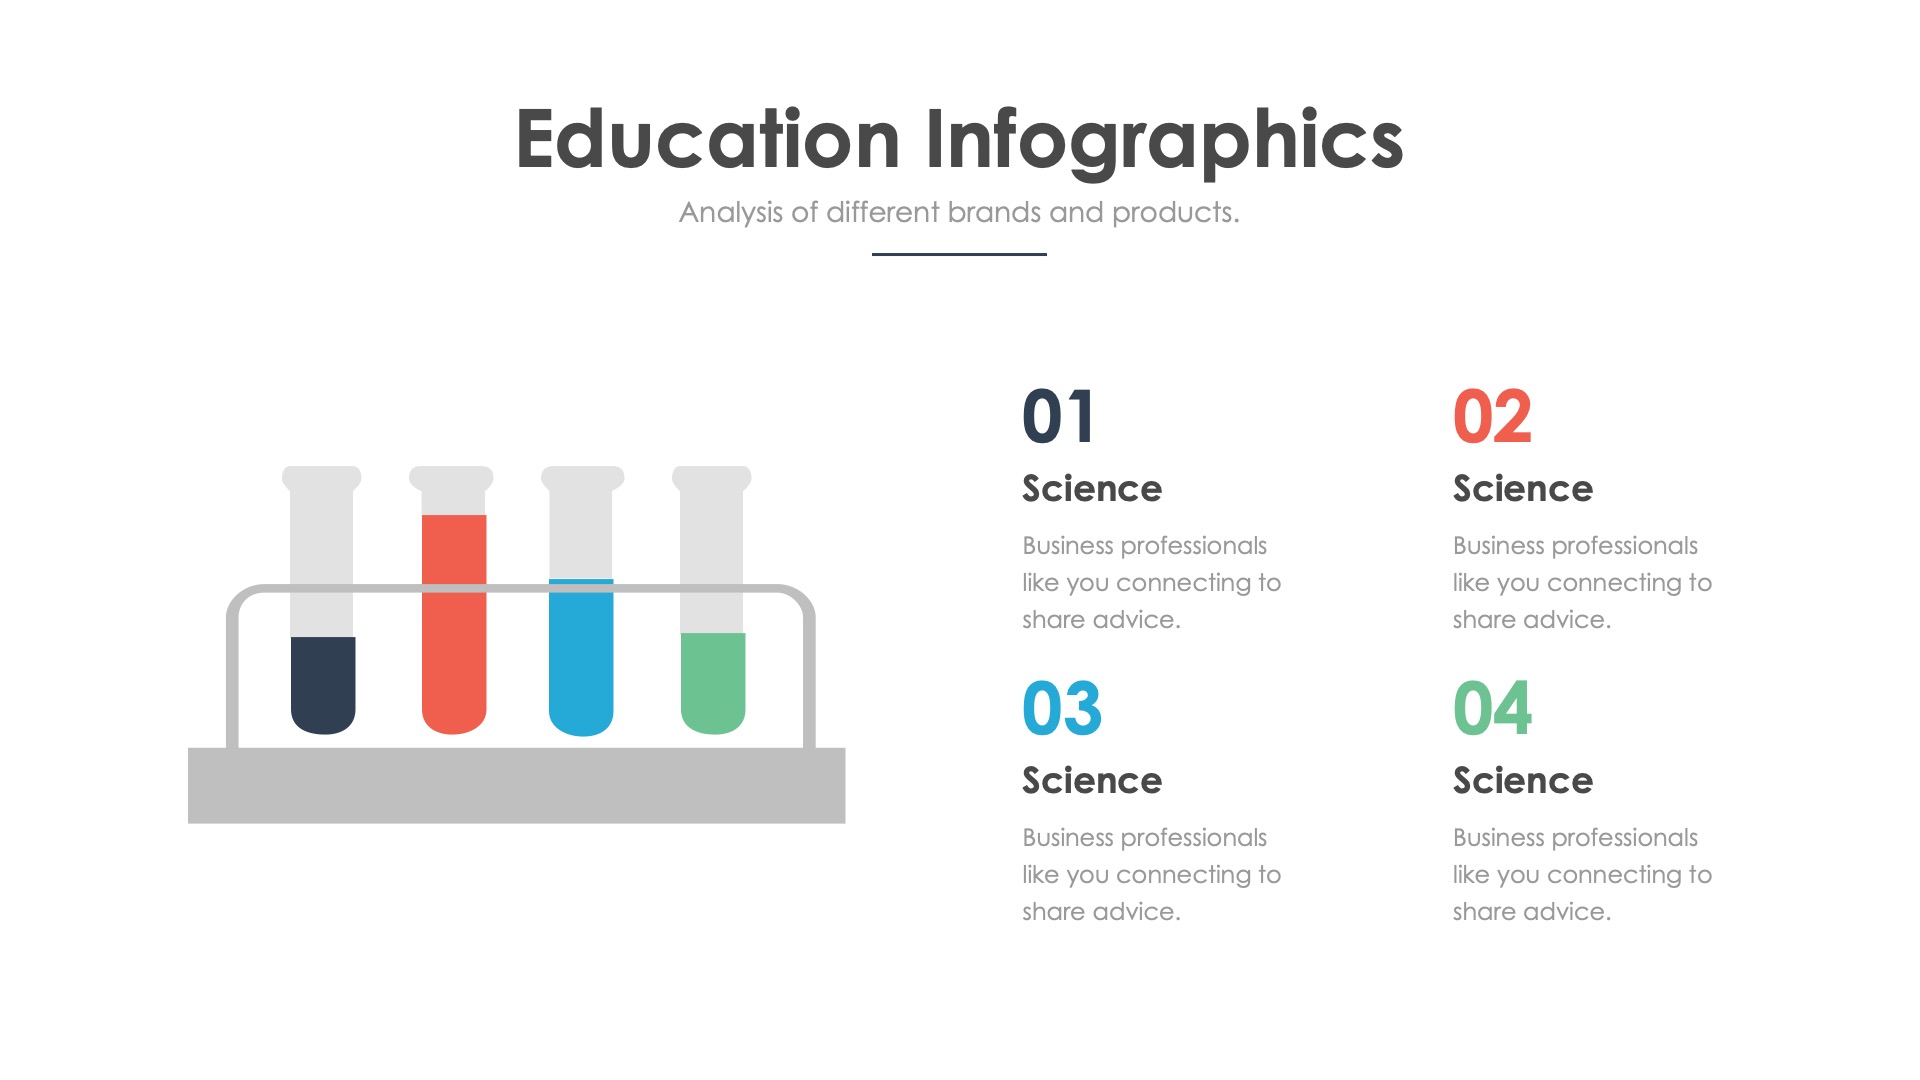 Education Infographics
Analysis of different brands and products.
01
Science
Business professionals
like you connecting to
share advice.
02
Science
Business professionals
like you connecting to
share advice.
03
Science
Business professionals
like you connecting to
share advice.
04
Science
Business professionals
like you connecting to
share advice.